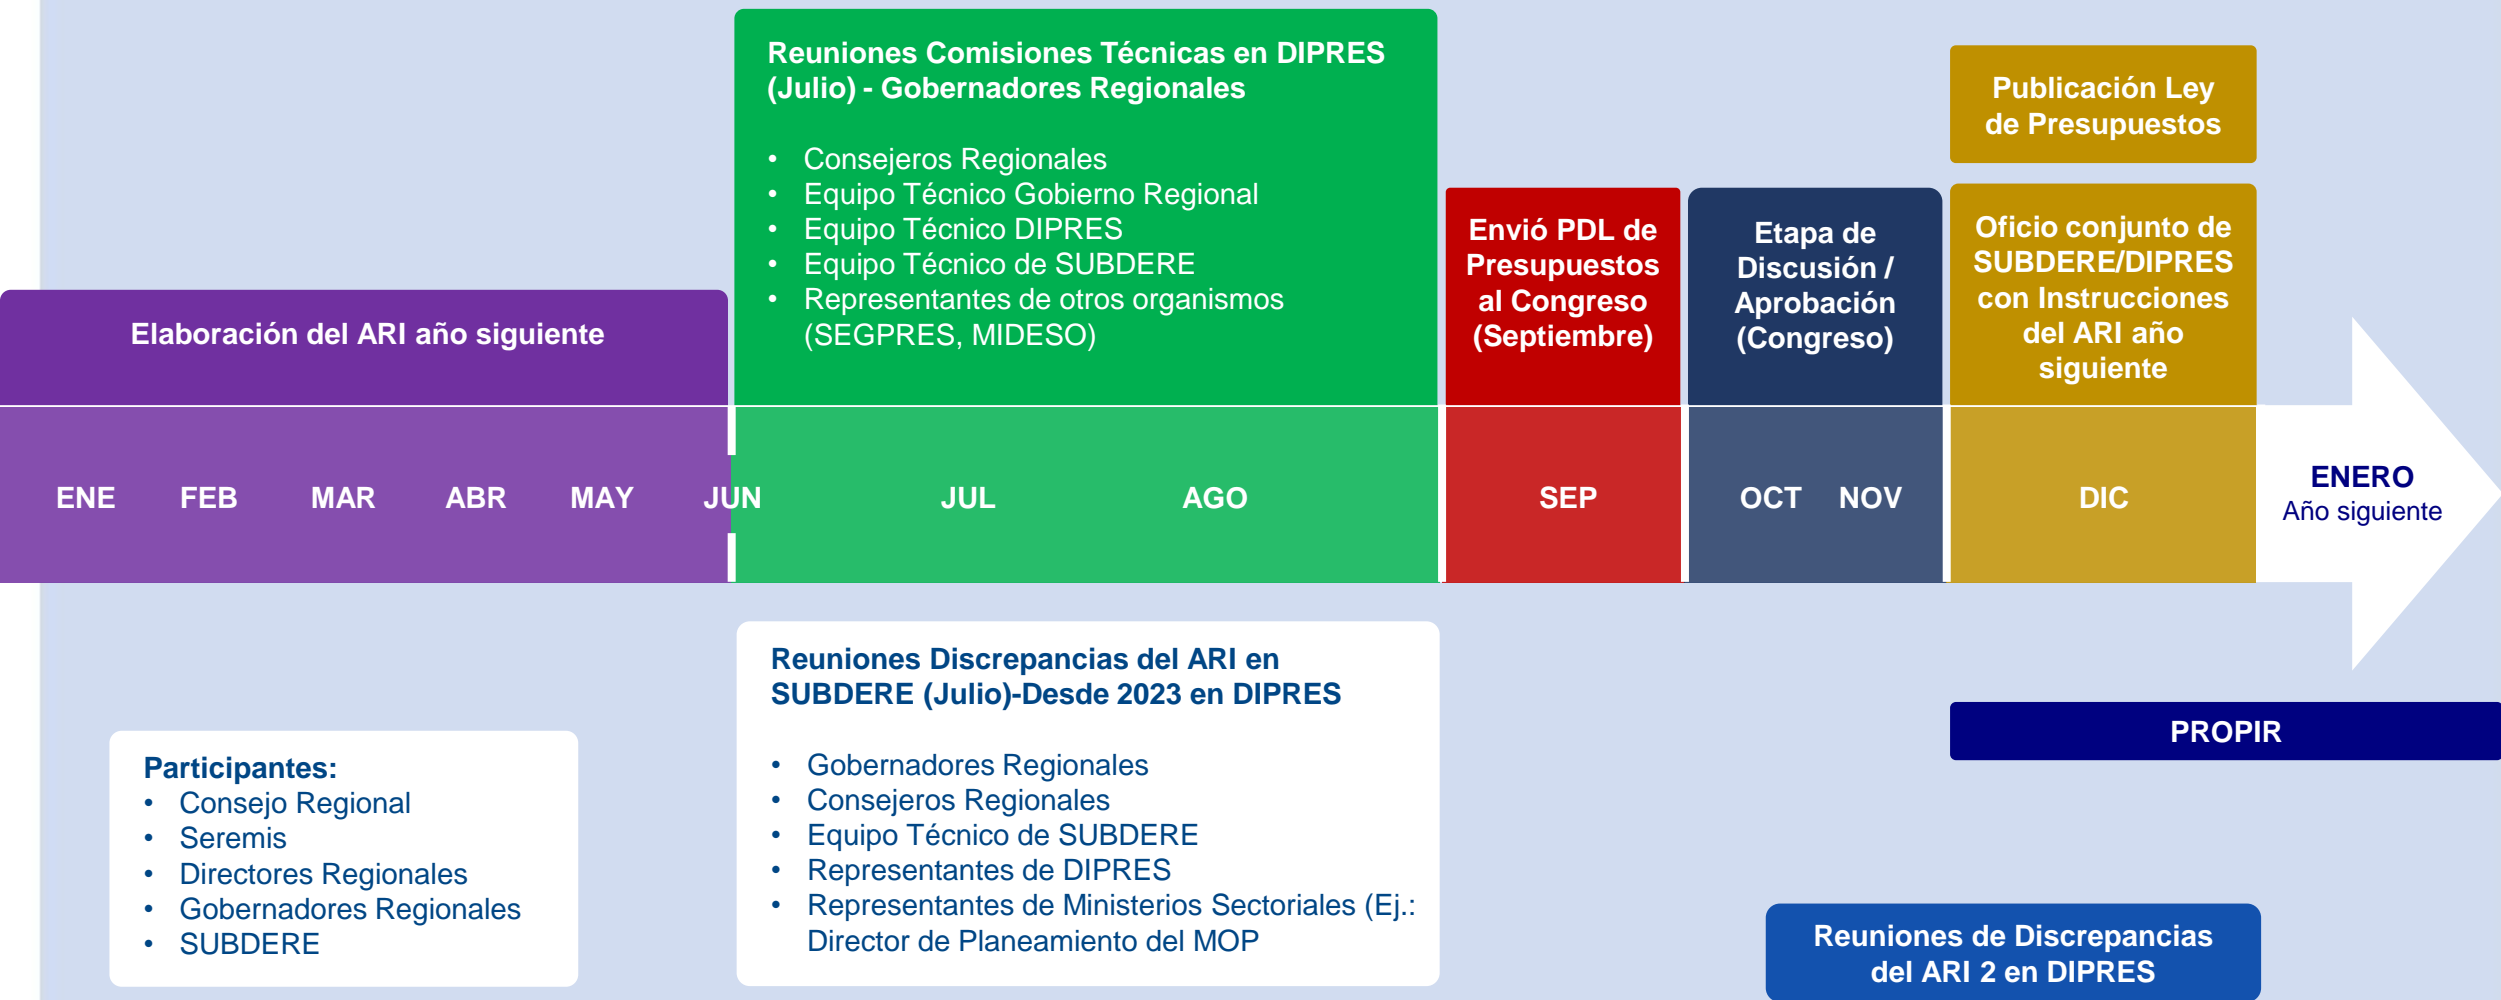 Reuniones Comisiones Técnicas en DIPRES
(Julio) - Gobernadores Regionales
• Consejeros Regionales
• Equipo Técnico Gobierno Regional
• Equipo Técnico DIPRES
• Equipo Técnico de SUBDERE
• Representantes de otros organismos
(SEGPRES, MIDESO)
Publicación Ley
de Presupuestos
Elaboración del ARI año siguiente
Envió PDL de
Presupuestos
al Congreso
(Septiembre)
Etapa de
Discusión /
Aprobación
(Congreso)
Oficio conjunto de
SUBDERE/DIPRES
con Instrucciones
del ARI año
siguiente
ENE FEB MAR ABR MAY JUN JUL AGO SEP OCT NOV DIC
ENERO
Año siguiente
Participantes:
• Consejo Regional
• Seremis
• Directores Regionales
• Gobernadores Regionales
• SUBDERE
Reuniones Discrepancias del ARI en
SUBDERE (Julio)-Desde 2023 en DIPRES
• Gobernadores Regionales
• Consejeros Regionales
• Equipo Técnico de SUBDERE
• Representantes de DIPRES
• Representantes de Ministerios Sectoriales (Ej.:
Director de Planeamiento del MOP
PROPIR
Reuniones de Discrepancias
del ARI 2 en DIPRES